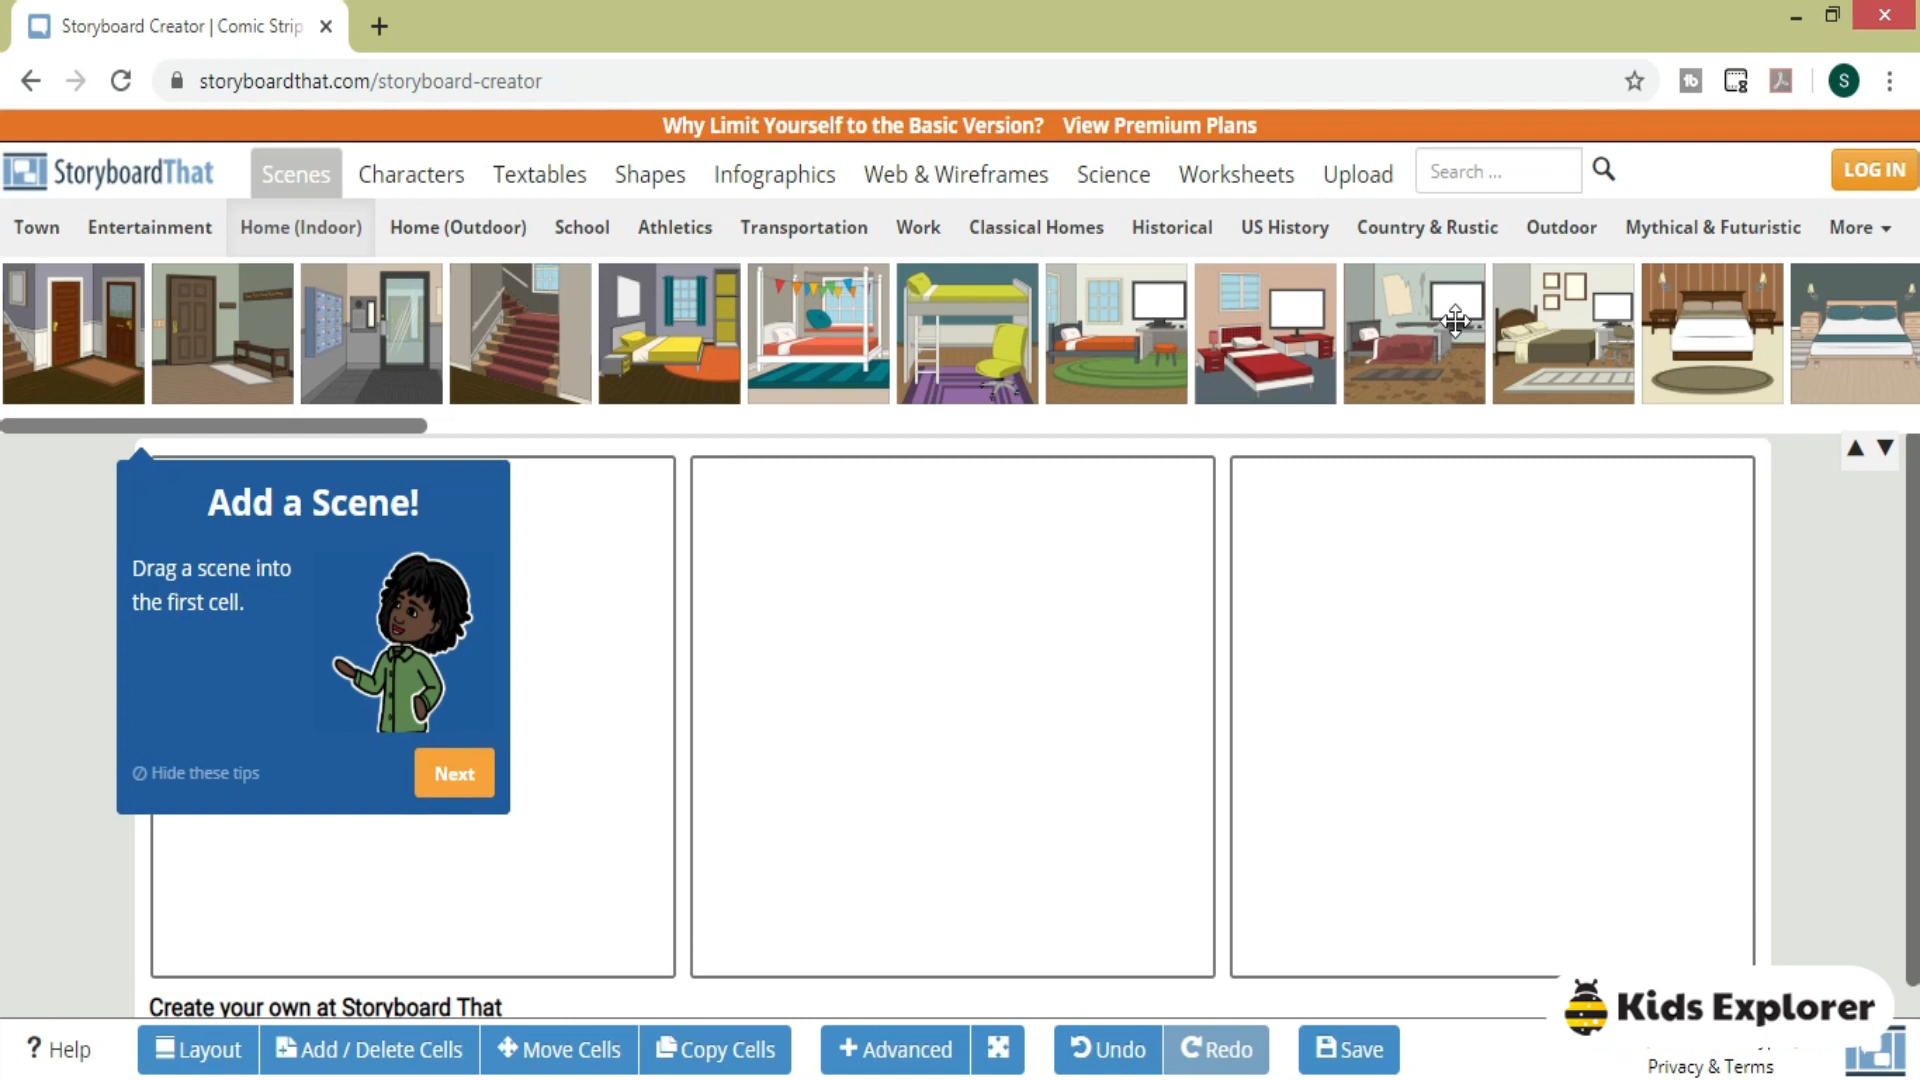 Storyboard Creator | Comic Strip
storyboardthat.com/storyboard-creator
S
Why Limit Yourself to the Basic Version? View Premium Plans
StoryboardThat
Scenes Characters Textables Shapes Infographics Web & Wireframes Science Worksheets Upload Search ... LOG IN
Town Entertainment Home (Indoor) Home (Outdoor) School Athletics Transportation Work Classical Homes Historical US History Country & Rustic Outdoor Mythical & Futuristic More
Add a Scene!
Drag a scene into
the first cell.
Hide these tips
Next
Create your own at Storyboard That
Kids Explorer
? Help Layout Add / Delete Cells Move Cells Copy Cells Advanced Undo Redo Save
Privacy & Terms